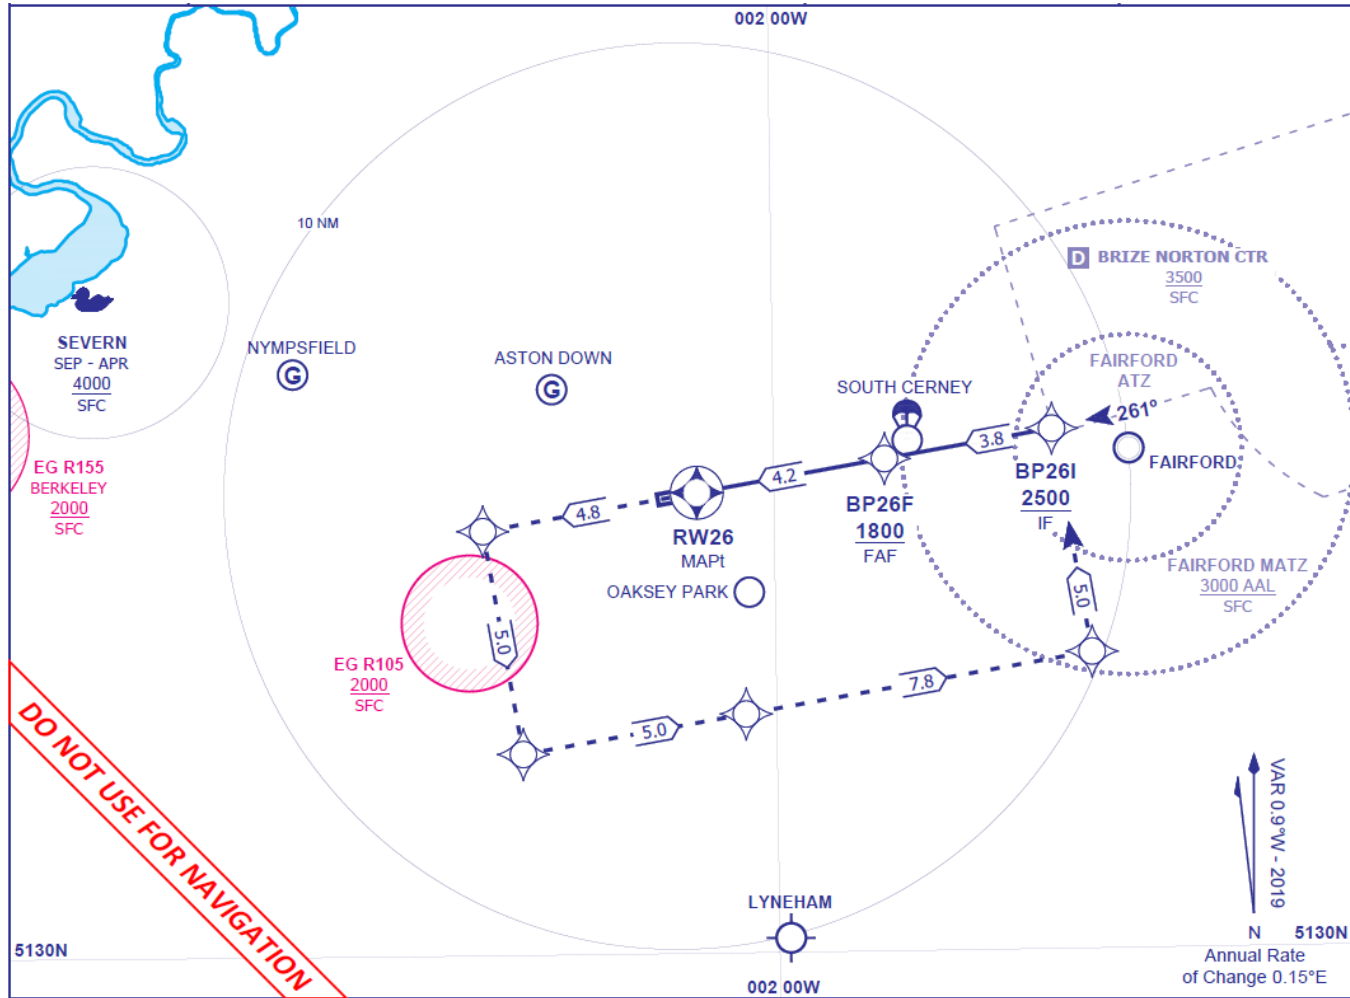 002 00W
10 NM
D BRIZE NORTON CTR
3500
SFC
SEVERN
SEP - APR
4000
SFC
NYMPSFIELD
G
ASTON DOWN
G
FAIRFORD
ATZ
SOUTH CERNEY
261°
3.8
FAIRFORD
EG R155
BERKELEY
2000
SFC
4.2
BP26I
2500
IF
BP26F
1800
FAF
4.8
RW26
MAPt
FAIRFORD MATZ
3000 AAL
SFC
OAKSEY PARK
5.0
5.0
EG R105
2000
SFC
7.8
5.0
DO NOT USE FOR NAVIGATION
VAR 0.9°W - 2019
LYNEHAM
N
5130N
5130N
Annual Rate
of Change 0.15°E
002 00W